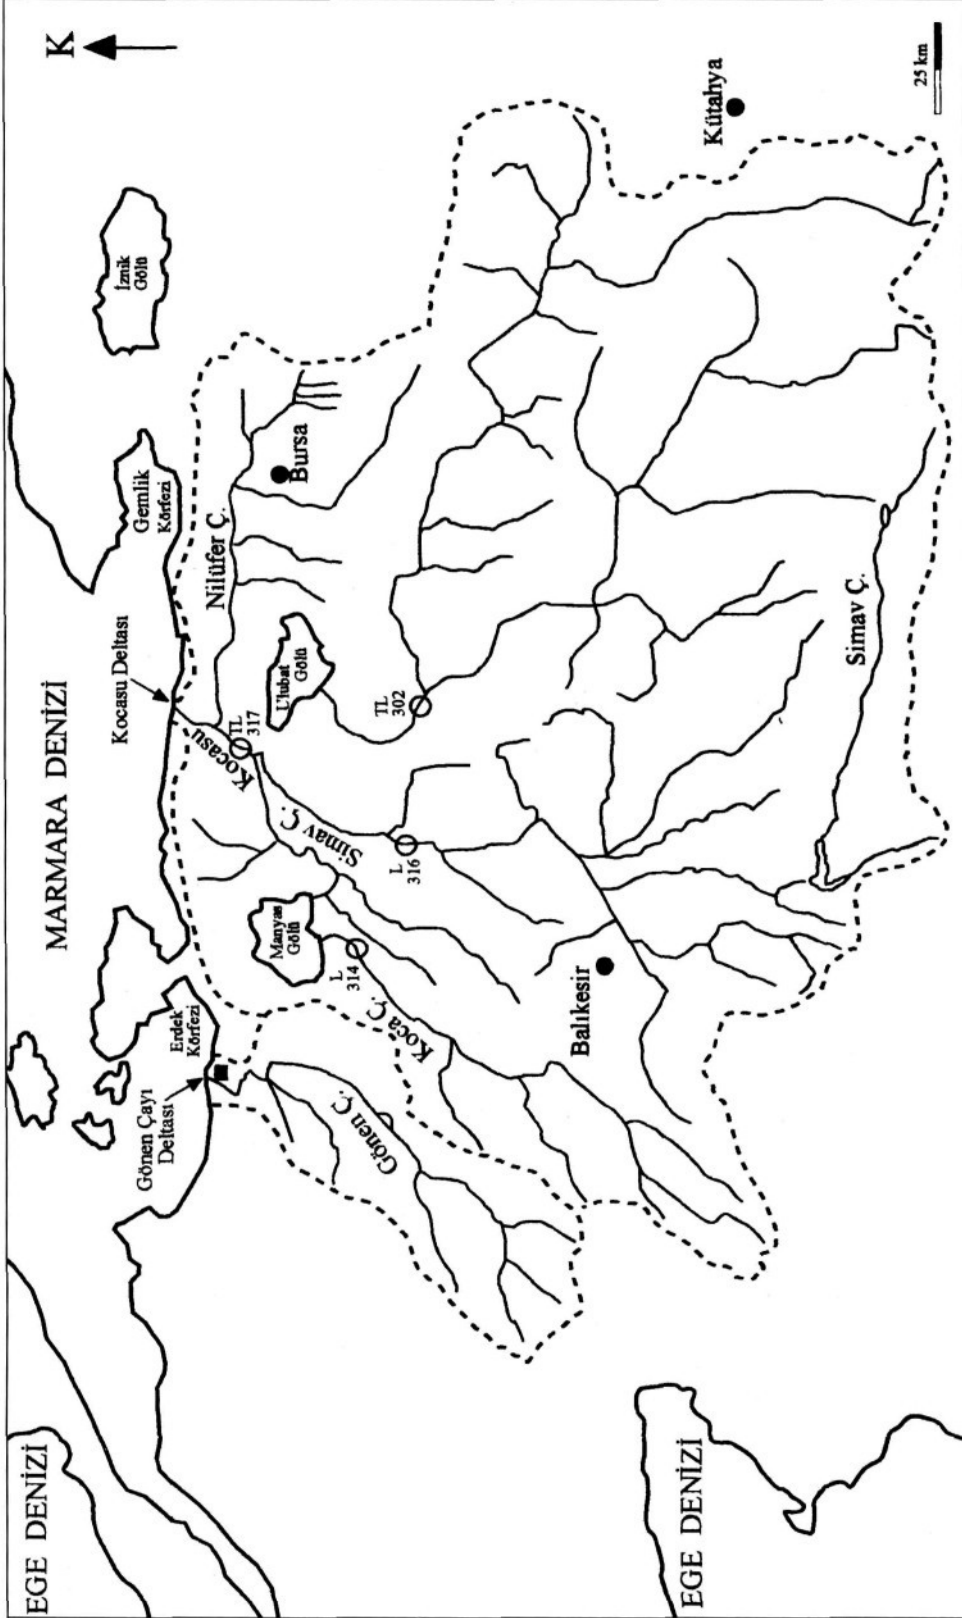 K
MARMARA DENİZİ
EGE DENİZİ
Erdek
Körfezi
Gönen Çayı
Deltası
Kocasu Deltası
Gemlik
Körfezi
İznik
Gölü
Manyas
Gölü
Kocasu
TL
317
Nilüfer Ç.
Bursa
Ulubat
Gölü
Gönen Ç.
L
314
Koca Ç.
Simav Ç.
L
316
TL
302
Balıkesir
Kütahya
EGE DENİZİ
Simav Ç.
25 km